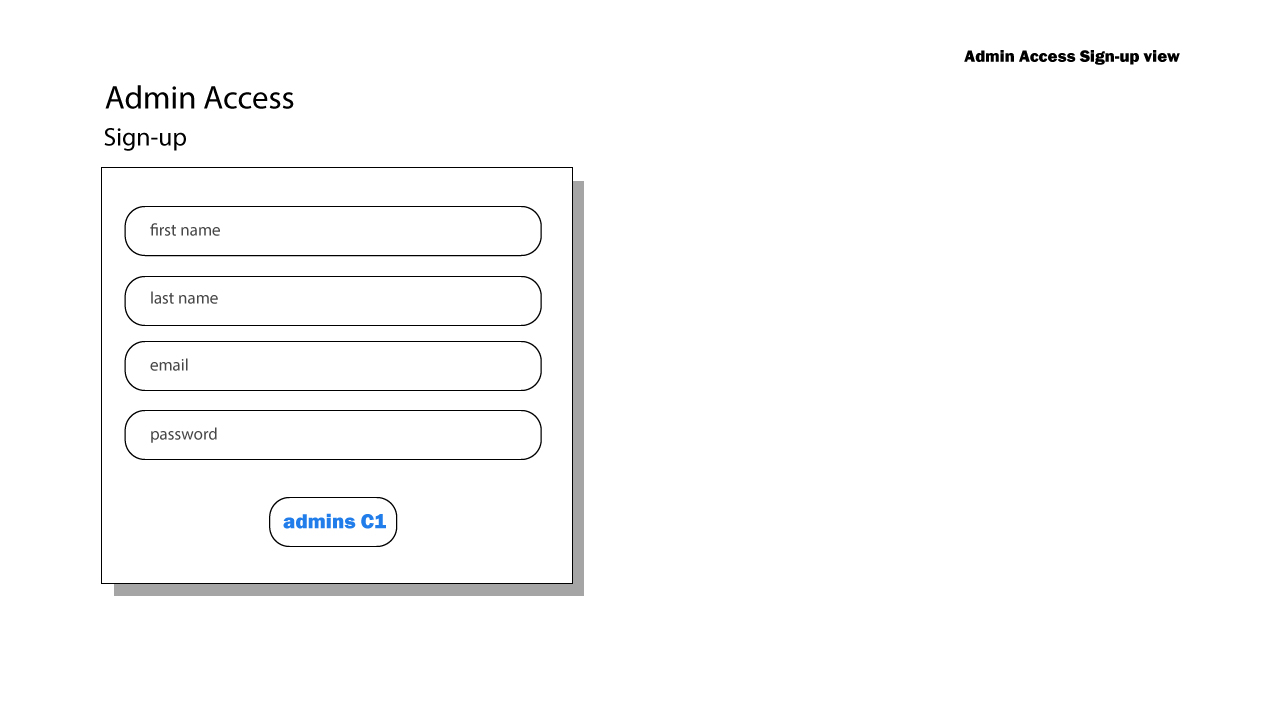 Admin Access Sign-up view
Admin Access
Sign-up
first name
last name
email
password
admins C1